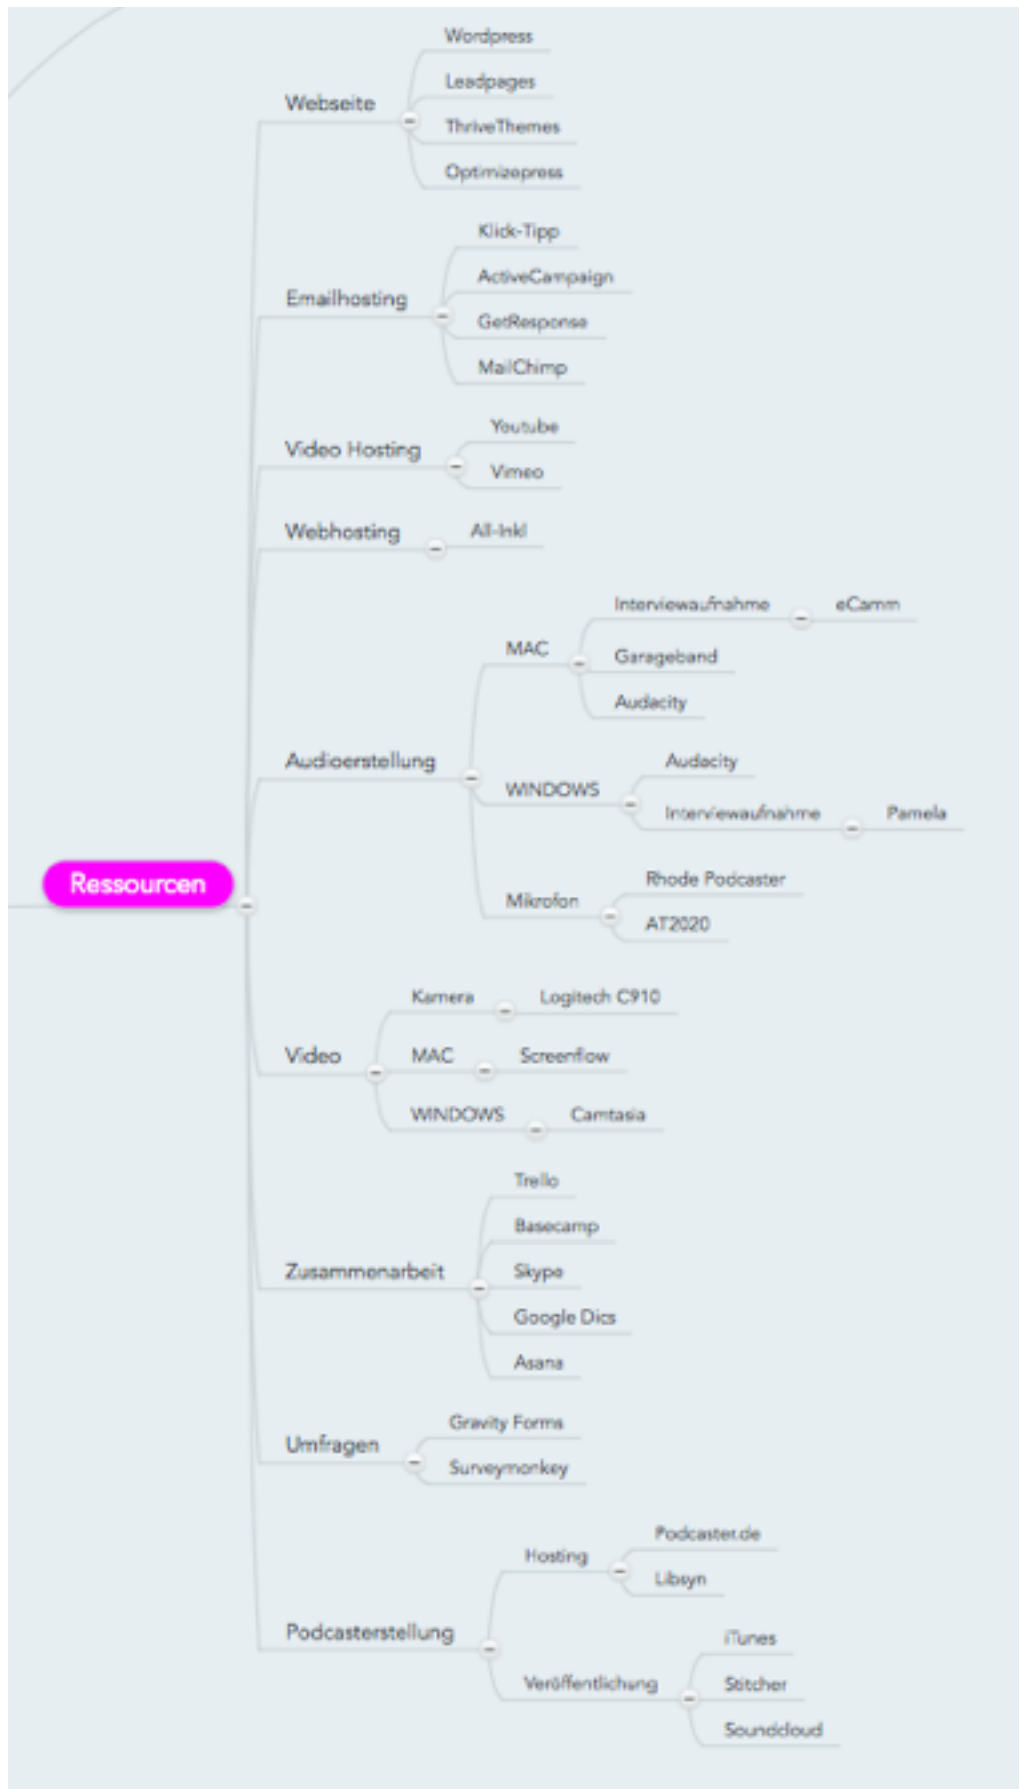 Ressourcen
Webseite
Wordpress
Leadpages
ThriveThemes
Optimizepress
Emailhosting
Klick-Tipp
ActiveCampaign
GetResponse
MailChimp
Video Hosting
Youtube
Vimeo
Webhosting
All-Inkl
Audioerstellung
MAC
Interviewaufnahme
eCamm
Garageband
Audacity
WINDOWS
Audacity
Interviewaufnahme
Pamela
Mikrofon
Rhode Podcaster
AT2020
Video
Kamera
Logitech C910
MAC
Screenflow
WINDOWS
Camtasia
Zusammenarbeit
Trello
Basecamp
Skype
Google Dics
Asana
Umfragen
Gravity Forms
Surveymonkey
Podcasterstellung
Hosting
Podcaster.de
Libsyn
Veröffentlichung
iTunes
Stitcher
Soundcloud